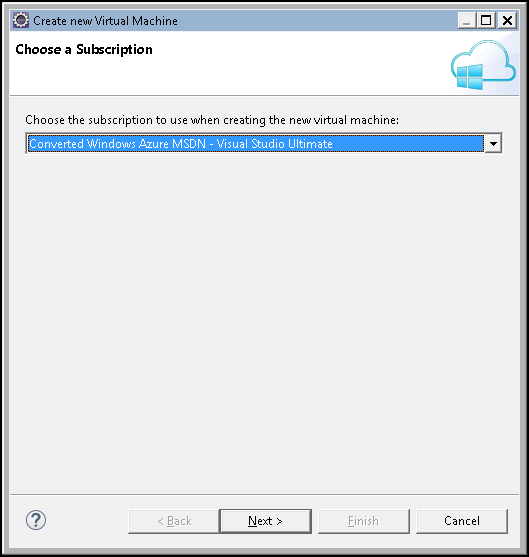 Create new Virtual Machine
Choose a Subscription
Choose the subscription to use when creating the new virtual machine:
Converted Windows Azure MSDN - Visual Studio Ultimate
?
< Back
Next >
Finish
Cancel